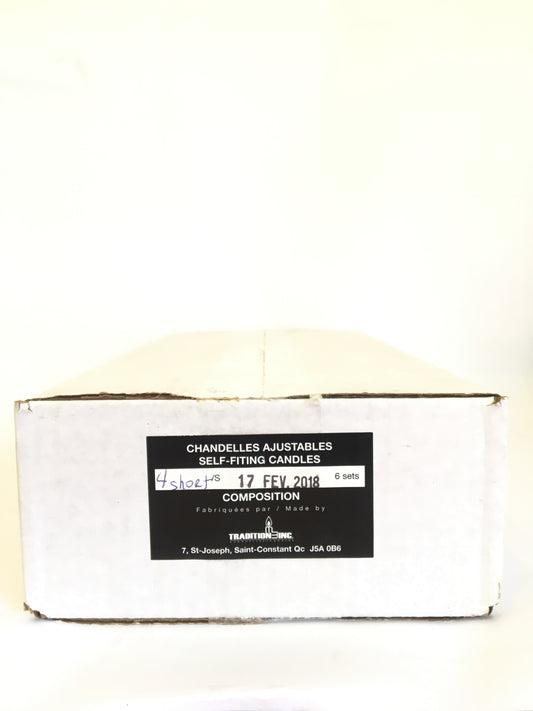 CHANDELLES AJUSTABLES
SELF-FITING CANDLES
4 short /S 17 FEV. 2018 6 sets
COMPOSITION
Fabriquées par / Made by
TRADITION INC.
7, St-Joseph, Saint-Constant Qc J5A 0B6